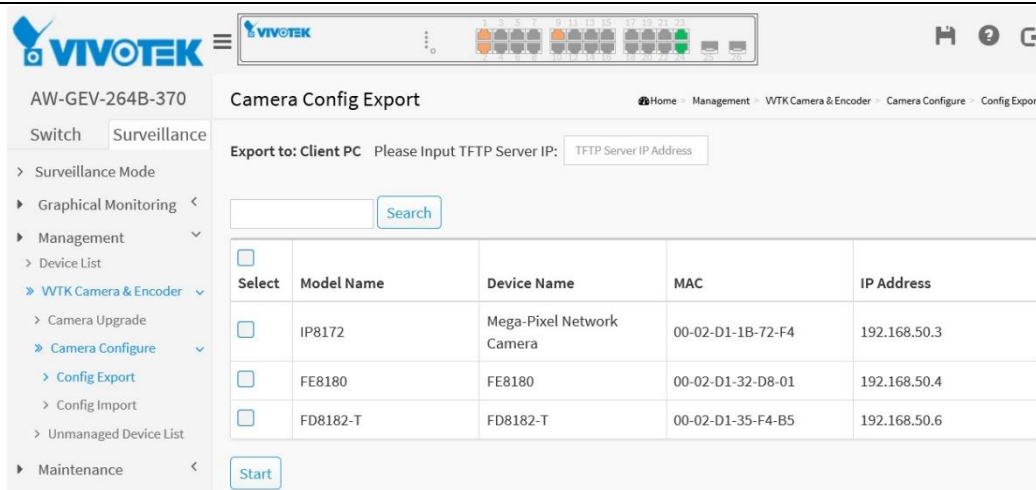 VIVOTEK
VIVOTEK
1 3 5 7 9 11 13 15 17 19 21 23
2 4 6 8 10 12 14 16 18 20 22 24 25 26
AW-GEV-264B-370
Camera Config Export
Home > Management > VVTK Camera & Encoder > Camera Configure > Config Expor
Switch Surveillance
Export to: Client PC Please Input TFTP Server IP: TFTP Server IP Address
> Surveillance Mode
Graphical Monitoring
Search
Management
> Device List
» VVTK Camera & Encoder
> Camera Upgrade
» Camera Configure
> Config Export
> Config Import
> Unmanaged Device List
Maintenance
Select Model Name Device Name MAC IP Address
IP8172 Mega-Pixel Network Camera 00-02-D1-1B-72-F4 192.168.50.3
FE8180 FE8180 00-02-D1-32-D8-01 192.168.50.4
FD8182-T FD8182-T 00-02-D1-35-F4-B5 192.168.50.6
Start